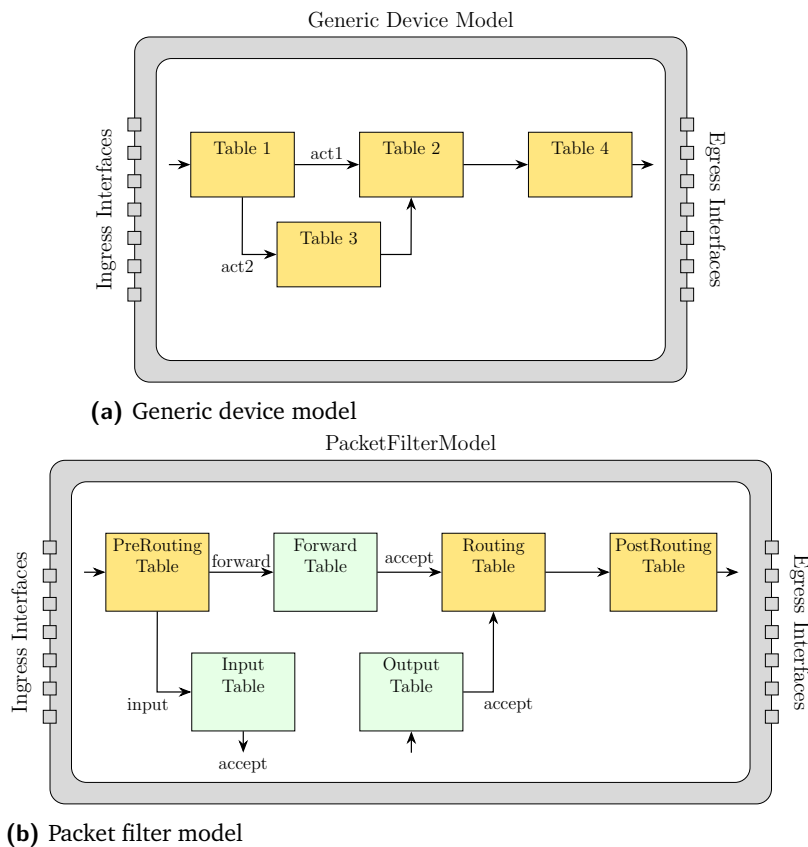 Generic Device Model
Ingress Interfaces
Egress Interfaces
Table 1
act1
Table 2
Table 4
Table 3
act2
(a) Generic device model
PacketFilterModel
Ingress Interfaces
Egress Interfaces
PreRouting
Table
forward
Forward
Table
accept
Routing
Table
PostRouting
Table
Input
Table
input
accept
Output
Table
accept
(b) Packet filter model